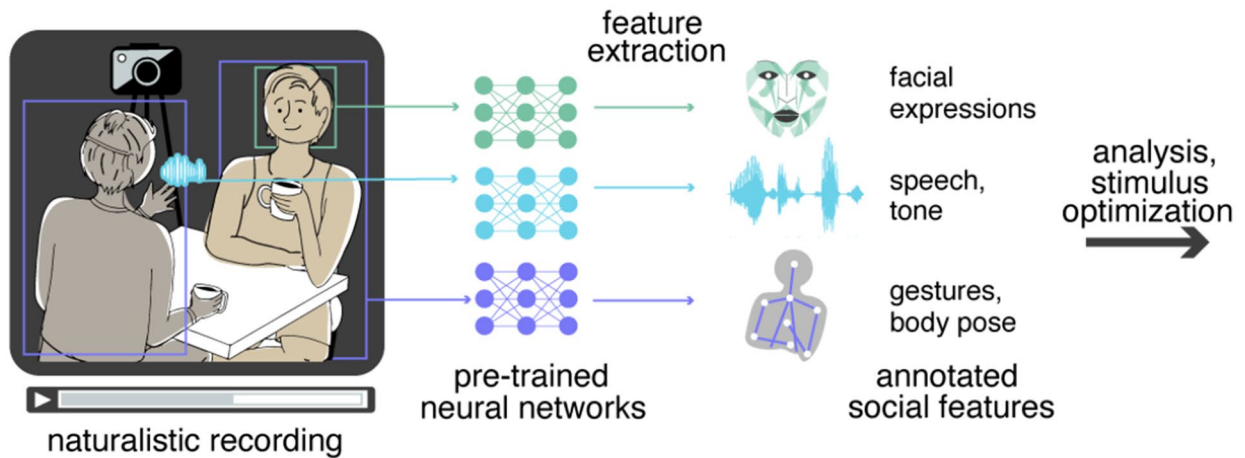 feature
extraction
facial
expressions
speech,
tone
gestures,
body pose
analysis,
stimulus
optimization
naturalistic recording
pre-trained
neural networks
annotated
social features